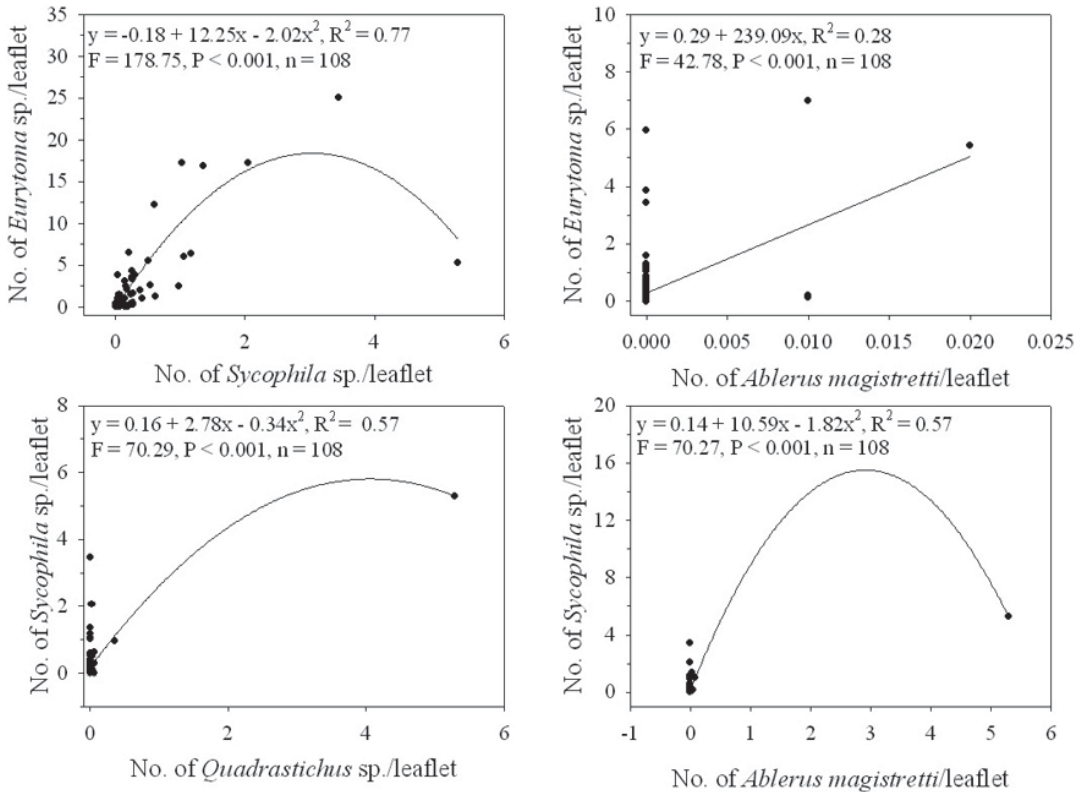 35
30
25
20
15
10
5
0
No. of Eurytoma sp./leaflet
y = -0.18 + 12.25x - 2.02x², R² = 0.77
F = 178.75, P < 0.001, n = 108
0 2 4 6
No. of Sycophila sp./leaflet
10
8
6
4
2
0
No. of Eurytoma sp./leaflet
y = 0.29 + 239.09x, R² = 0.28
F = 42.78, P < 0.001, n = 108
0.000 0.005 0.010 0.015 0.020 0.025
No. of Ablerus magistretti/leaflet
8
6
4
2
0
No. of Sycophila sp./leaflet
y = 0.16 + 2.78x - 0.34x², R² = 0.57
F = 70.29, P < 0.001, n = 108
0 2 4 6
No. of Quadrastichus sp./leaflet
20
16
12
8
4
0
No. of Sycophila sp./leaflet
y = 0.14 + 10.59x - 1.82x², R² = 0.57
F = 70.27, P < 0.001, n = 108
-1 0 1 2 3 4 5 6
No. of Ablerus magistretti/leaflet